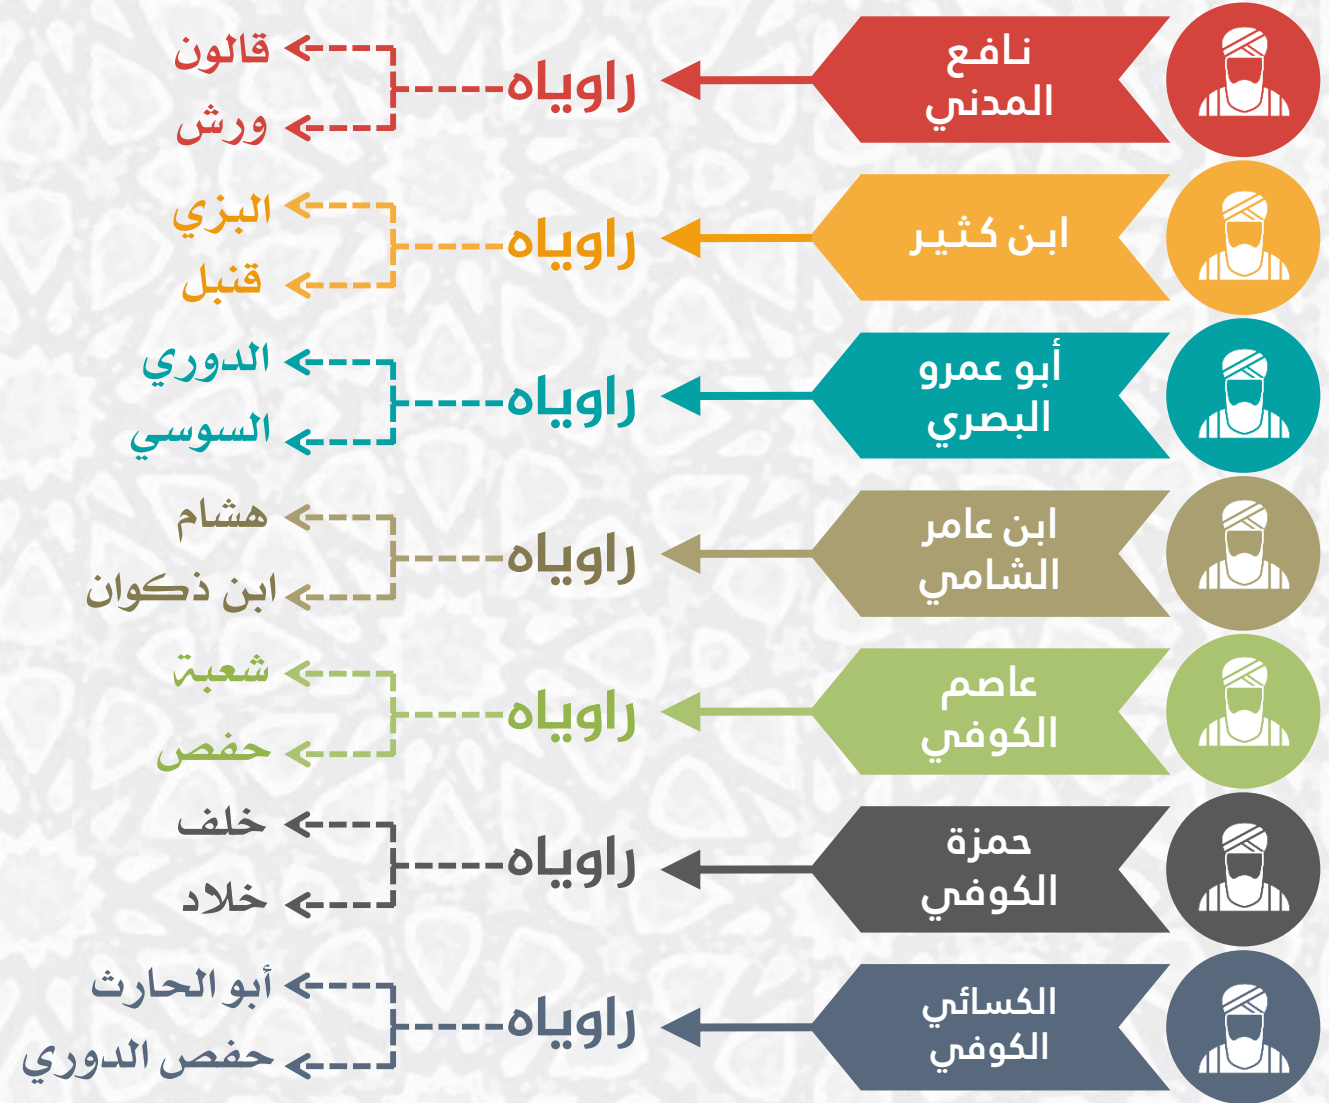 نافع
المدني
راوياه
قالون
ورش
ابن كثير
راوياه
البزي
قنبل
أبو عمرو
البصري
راوياه
الدوري
السوسي
ابن عامر
الشامي
راوياه
هشام
ابن ذكوان
عاصم
الكوفي
راوياه
شعبة
حفص
حمزة
الكوفي
راوياه
خلف
خلاد
الكسائي
الكوفي
راوياه
أبو الحارث
حفص الدوري